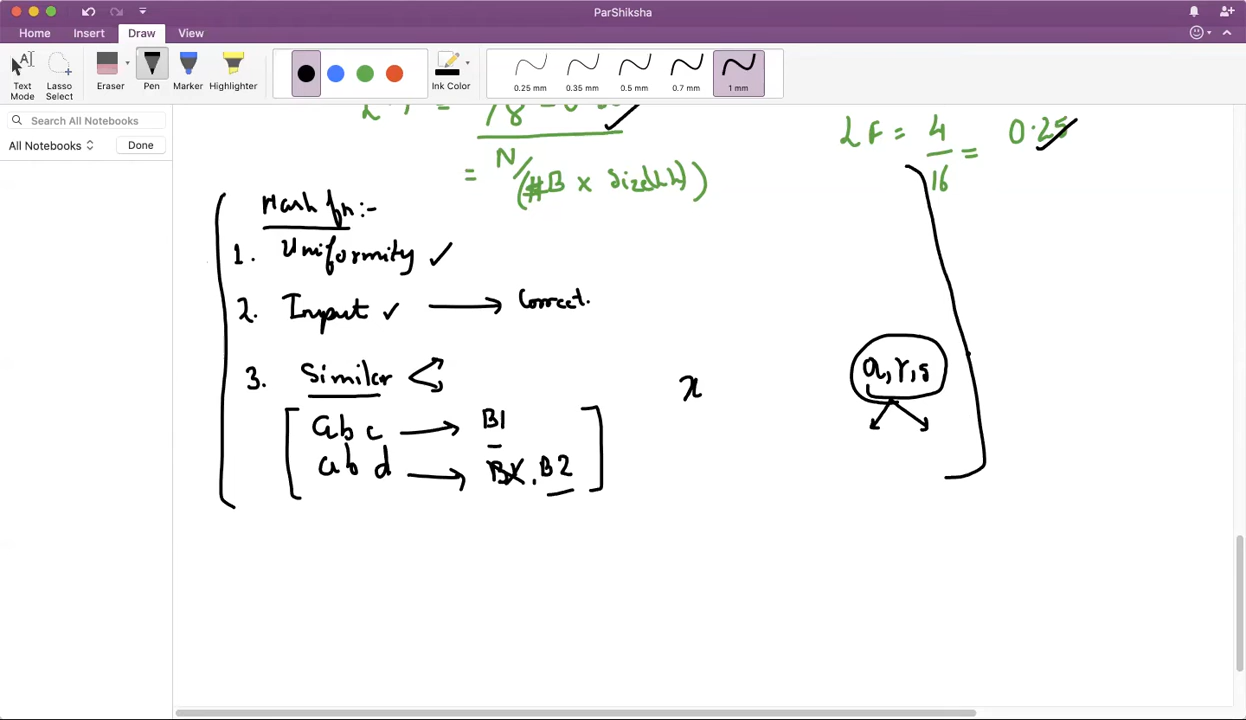 ParShiksha
Home Insert Draw View
Text Mode
Lasso Select
Eraser
Pen
Marker
Highlighter
Ink Color
0.25 mm
0.35 mm
0.5 mm
0.7 mm
1 mm
Search All Notebooks
All Notebooks
Done
= N/(#B x Size(LL))
LF = 4/16 = 0.25
Hash fn:-
1. Uniformity ✓
2. Input ✓ → Correct.
3. Similar
abc → B1
abd → B1. B2
x
a,r,s